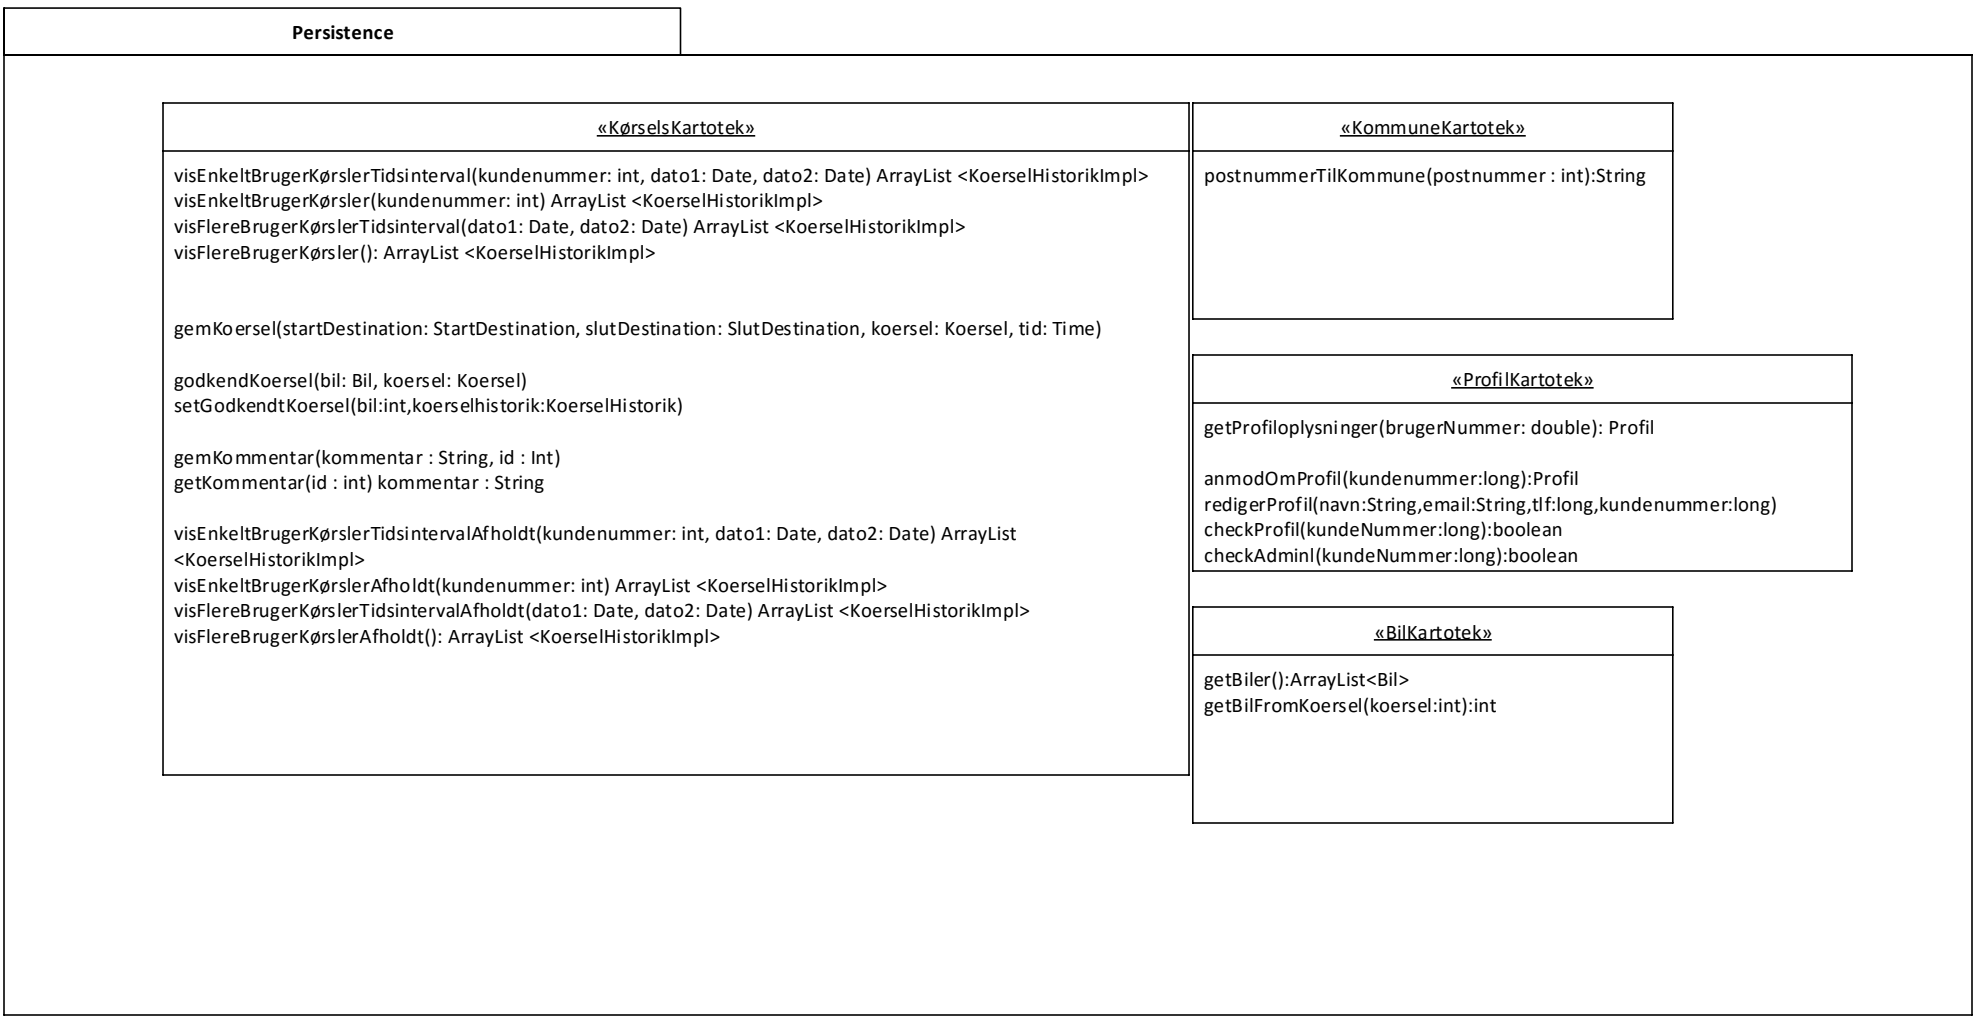 Persistence
«KørselsKartotek»
visEnkeltBrugerKørslerTidsinterval(kundenummer: int, dato1: Date, dato2: Date) ArrayList <KoerselHistorikImpl>
visEnkeltBrugerKørsler(kundenummer: int) ArrayList <KoerselHistorikImpl>
visFlereBrugerKørslerTidsinterval(dato1: Date, dato2: Date) ArrayList <KoerselHistorikImpl>
visFlereBrugerKørsler(): ArrayList <KoerselHistorikImpl>
gemKoersel(startDestination: StartDestination, slutDestination: SlutDestination, koersel: Koersel, tid: Time)
godkendKoersel(bil: Bil, koersel: Koersel)
setGodkendtKoersel(bil:int,koerselhistorik:KoerselHistorik)
gemKommentar(kommentar : String, id : Int)
getKommentar(id : int) kommentar : String
visEnkeltBrugerKørslerTidsintervalAfholdt(kundenummer: int, dato1: Date, dato2: Date) ArrayList
<KoerselHistorikImpl>
visEnkeltBrugerKørslerAfholdt(kundenummer: int) ArrayList <KoerselHistorikImpl>
visFlereBrugerKørslerTidsintervalAfholdt(dato1: Date, dato2: Date) ArrayList <KoerselHistorikImpl>
visFlereBrugerKørslerAfholdt(): ArrayList <KoerselHistorikImpl>
«KommuneKartotek»
postnummerTilKommune(postnummer : int):String
«ProfilKartotek»
getProfiloplysninger(brugerNummer: double): Profil
anmodOmProfil(kundenummer:long):Profil
redigerProfil(navn:String,email:String,tlf:long,kundenummer:long)
checkProfil(kundeNummer:long):boolean
checkAdminl(kundeNummer:long):boolean
«BilKartotek»
getBiler():ArrayList<Bil>
getBilFromKoersel(koersel:int):int